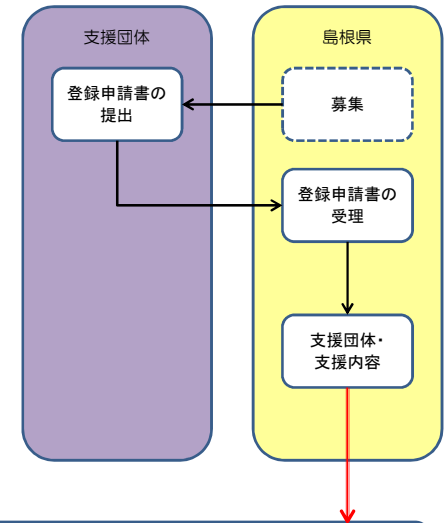 支援団体
島根県
登録申請書の
提出
募集
登録申請書の
受理
支援団体・
支援内容